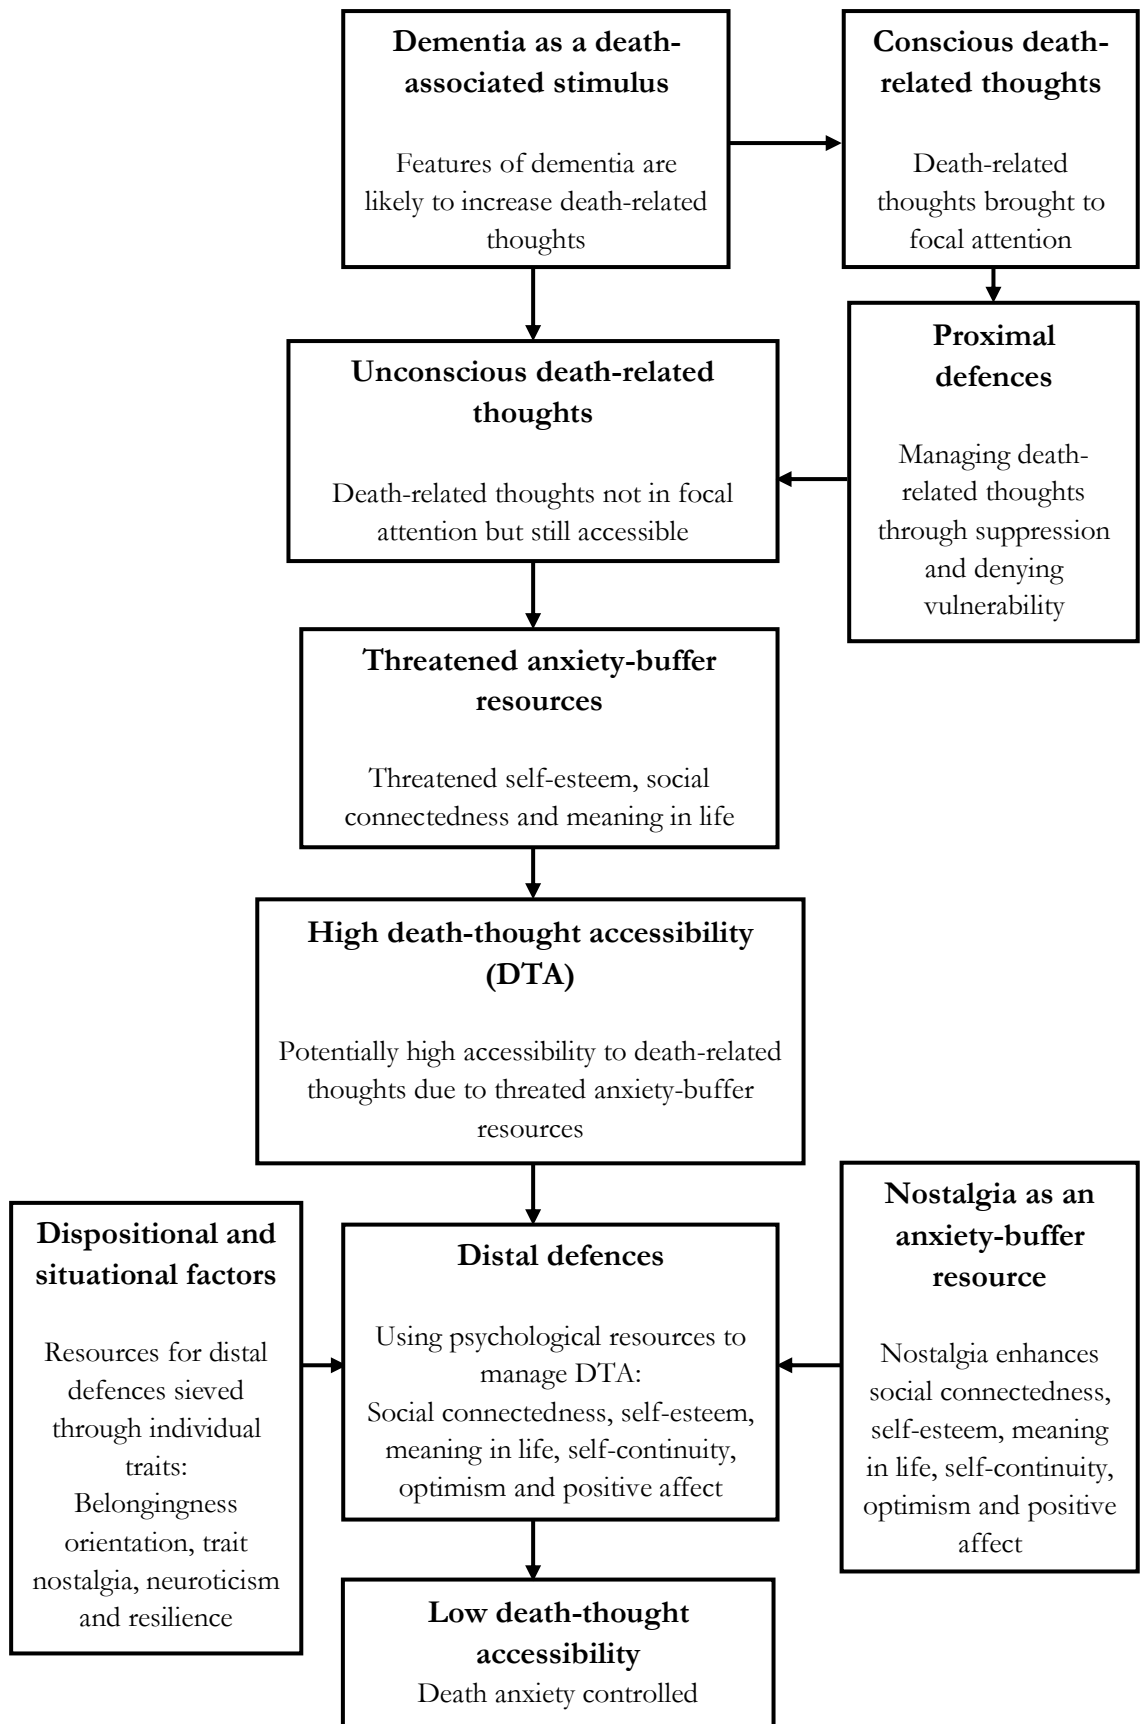 Dementia as a death-
associated stimulus
Features of dementia are
likely to increase death-related
thoughts
Conscious death-
related thoughts
Death-related
thoughts brought to
focal attention
Proximal
defences
Managing death-
related thoughts
through suppression
and denying
vulnerability
Unconscious death-related
thoughts
Death-related thoughts not in focal
attention but still accessible
Threatened anxiety-buffer
resources
Threatened self-esteem, social
connectedness and meaning in life
High death-thought accessibility
(DTA)
Potentially high accessibility to death-related
thoughts due to threated anxiety-buffer
resources
Dispositional and
situational factors
Resources for distal
defences sieved
through individual
traits:
Belongingness
orientation, trait
nostalgia, neuroticism
and resilience
Distal defences
Using psychological resources to
manage DTA:
Social connectedness, self-esteem,
meaning in life, self-continuity,
optimism and positive affect
Nostalgia as an
anxiety-buffer
resource
Nostalgia enhances
social connectedness,
self-esteem, meaning
in life, self-continuity,
optimism and positive
affect
Low death-thought
accessibility
Death anxiety controlled